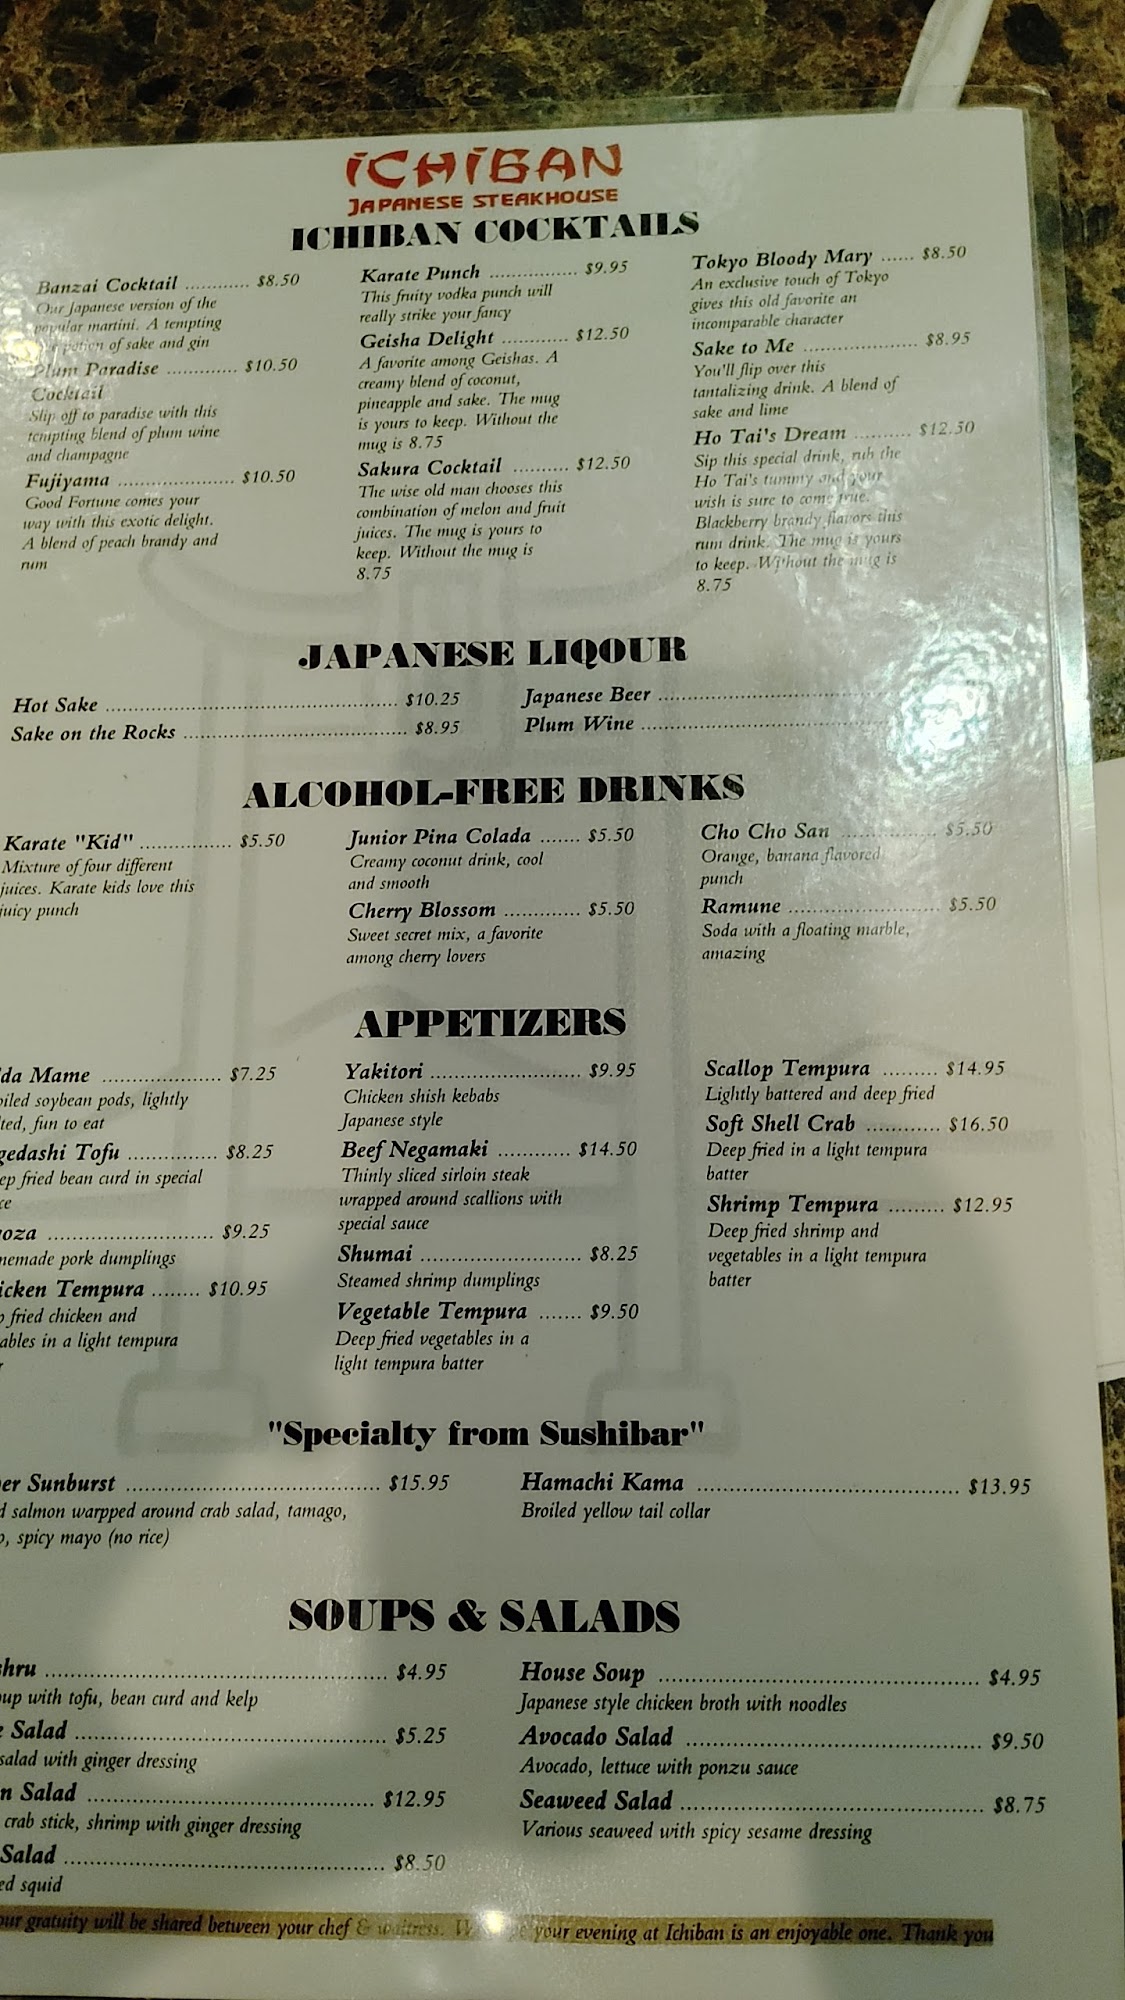 ICHIBAN
JAPANESE STEAKHOUSE
ICHIBAN COCKTAILS
Banzai Cocktail ............ $8.50
Our Japanese version of the
popular martini. A tempting
potion of sake and gin
Plum Paradise ............. $10.50
Cocktail
Slip off to paradise with this
tempting blend of plum wine
and champagne
Fujiyama ...................... $10.50
Good Fortune comes your
way with this exotic delight.
A blend of peach brandy and
rum
Karate Punch ................ $9.95
This fruity vodka punch will
really strike your fancy
Geisha Delight ............ $12.50
A favorite among Geishas. A
creamy blend of coconut,
pineapple and sake. The mug
is yours to keep. Without the
mug is 8.75
Sakura Cocktail .......... $12.50
The wise old man chooses this
combination of melon and fruit
juices. The mug is yours to
keep. Without the mug is
8.75
Tokyo Bloody Mary ...... $8.50
An exclusive touch of Tokyo
gives this old favorite an
incomparable character
Sake to Me .................... $8.95
You'll flip over this
tantalizing drink. A blend of
sake and lime
Ho Tai's Dream .......... $12.50
Sip this special drink, rub the
Ho Tai's tummy and your
wish is sure to come true.
Blackberry brandy flavors this
rum drink. The mug is yours
to keep. Without the mug is
8.75
JAPANESE LIQOUR
Hot Sake ...................................................... $10.25
Sake on the Rocks ......................................... $8.95
Japanese Beer ..........................................
Plum Wine .............................................
ALCOHOL-FREE DRINKS
Karate "Kid" ................. $5.50
Mixture of four different
juices. Karate kids love this
juicy punch
Junior Pina Colada ....... $5.50
Creamy coconut drink, cool
and smooth
Cherry Blossom ............. $5.50
Sweet secret mix, a favorite
among cherry lovers
Cho Cho San ................. $5.50
Orange, banana flavored
punch
Ramune .......................... $5.50
Soda with a floating marble,
amazing
APPETIZERS
da Mame ..................... $7.25
oiled soybean pods, lightly
ted, fun to eat
gedashi Tofu ................ $8.25
ep fried bean curd in special
ce
oza ............................. $9.25
nemade pork dumplings
icken Tempura ........ $10.95
p fried chicken and
ables in a light tempura
r
Yakitori .......................... $9.95
Chicken shish kebabs
Japanese style
Beef Negamaki ............ $14.50
Thinly sliced sirloin steak
wrapped around scallions with
special sauce
Shumai ............................ $8.25
Steamed shrimp dumplings
Vegetable Tempura ....... $9.50
Deep fried vegetables in a
light tempura batter
Scallop Tempura ......... $14.95
Lightly battered and deep fried
Soft Shell Crab ............ $16.50
Deep fried in a light tempura
batter
Shrimp Tempura ......... $12.95
Deep fried shrimp and
vegetables in a light tempura
batter
"Specialty from Sushibar"
er Sunburst ............................................. $15.95
d salmon warpped around crab salad, tamago,
o, spicy mayo (no rice)
Hamachi Kama ............................................. $13.95
Broiled yellow tail collar
SOUPS & SALADS
hru ............................................................ $4.95
up with tofu, bean curd and kelp
e Salad ...................................................... $5.25
salad with ginger dressing
n Salad .................................................. $12.95
crab stick, shrimp with ginger dressing
Salad ........................................................ $8.50
ed squid
House Soup ......................................................... $4.95
Japanese style chicken broth with noodles
Avocado Salad .................................................... $9.50
Avocado, lettuce with ponzu sauce
Seaweed Salad ..................................................... $8.75
Various seaweed with spicy sesame dressing
our gratuity will be shared between your chef & waitress. your evening at Ichiban is an enjoyable one. Thank you